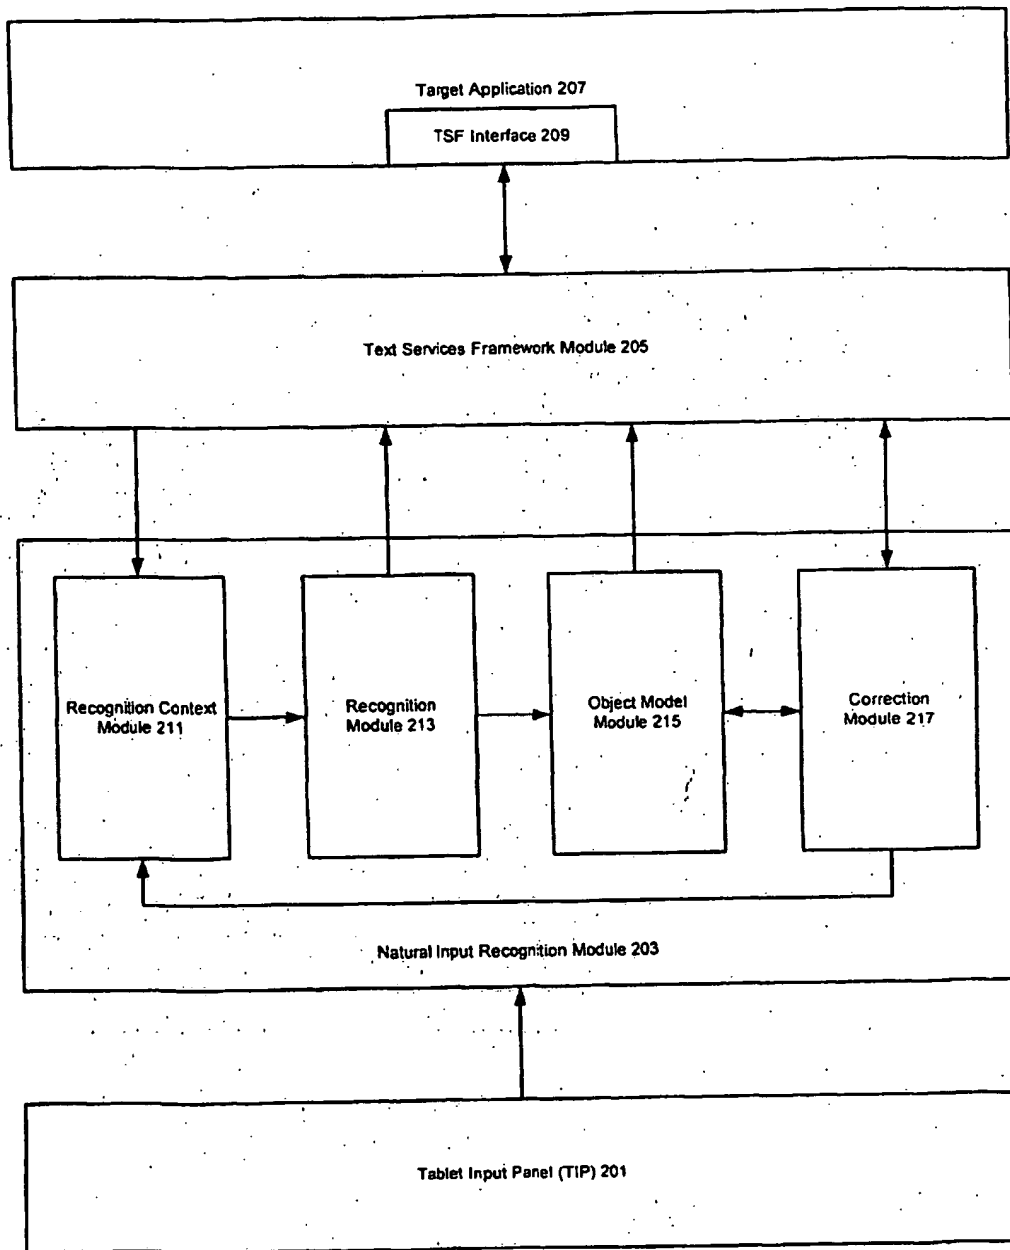 Target Application 207
TSF Interface 209
Text Services Framework Module 205
Recognition Context
Module 211
Recognition
Module 213
Object Model
Module 215
Correction
Module 217
Natural Input Recognition Module 203
Tablet Input Panel (TIP) 201